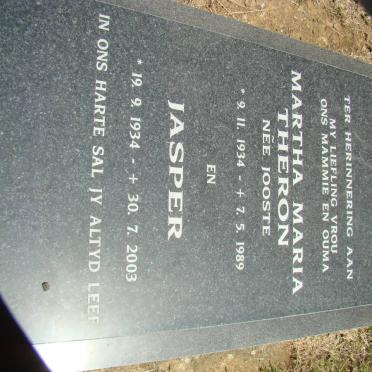 TER HERINNERING AAN
MY LIEFLING VROU
ONS MAMMIE EN OUMA
MARTHA MARIA
THERON
NÊE JOOSTE
* 9. 11. 1934 - + 7. 5. 1989
EN
JASPER
* 19. 9. 1934 - + 30. 7. 2003
IN ONS HARTE SAL JY ALTYD LEEF